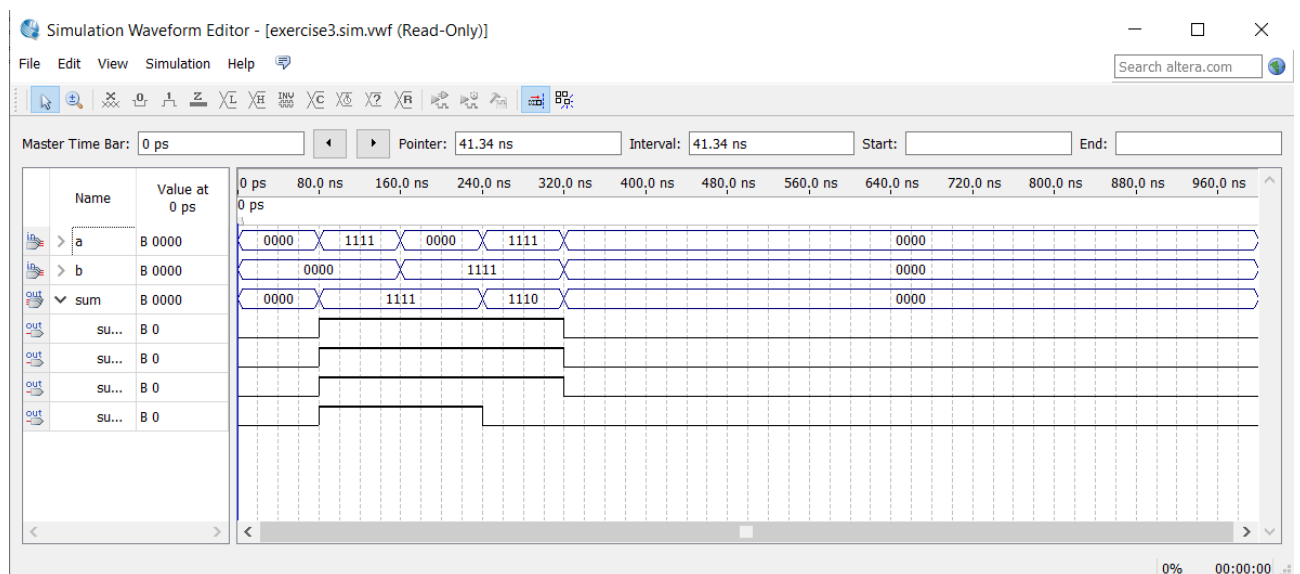 Simulation Waveform Editor - [exercise3.sim.vwf (Read-Only)]
File Edit View Simulation Help
Search altera.com
Master Time Bar: 0 ps Pointer: 41.34 ns Interval: 41.34 ns Start: End:
Name Value at 0 ps
0 ps 80.0 ns 160.0 ns 240.0 ns 320.0 ns 400.0 ns 480.0 ns 560.0 ns 640.0 ns 720.0 ns 800.0 ns 880.0 ns 960.0 ns
0 ps
a B 0000 0000 1111 0000 1111 0000
b B 0000 0000 1111 0000
sum B 0000 0000 1111 1110 0000
su... B 0
su... B 0
su... B 0
su... B 0
0% 00:00:00